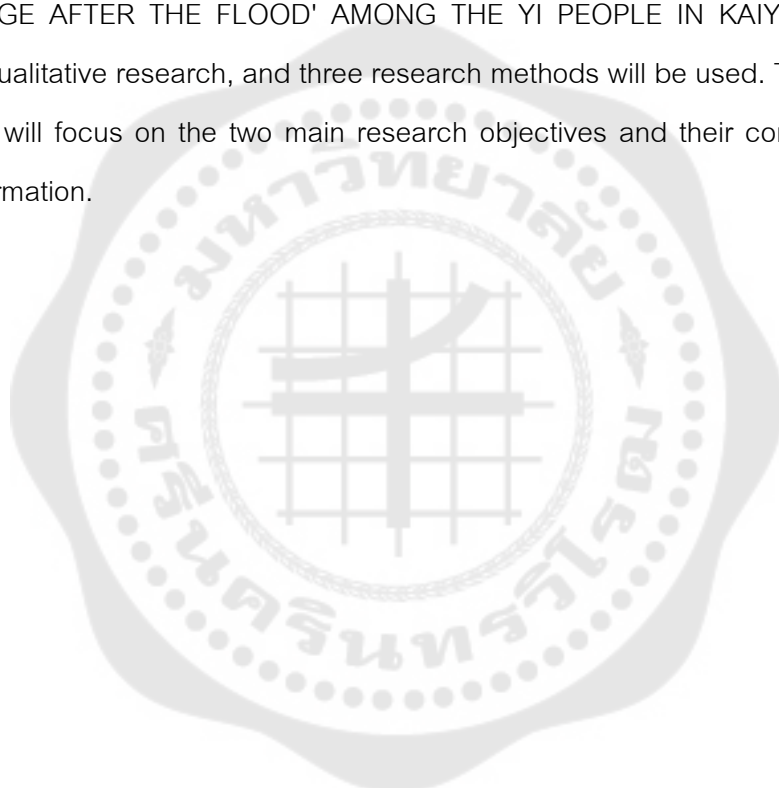 GE AFTER THE FLOOD' AMONG THE YI PEOPLE IN KAIY
ualitative research, and three research methods will be used. T
will focus on the two main research objectives and their con
rmation.
มหาวิทยาลัย
ศรีนครินทรวิโรฒ